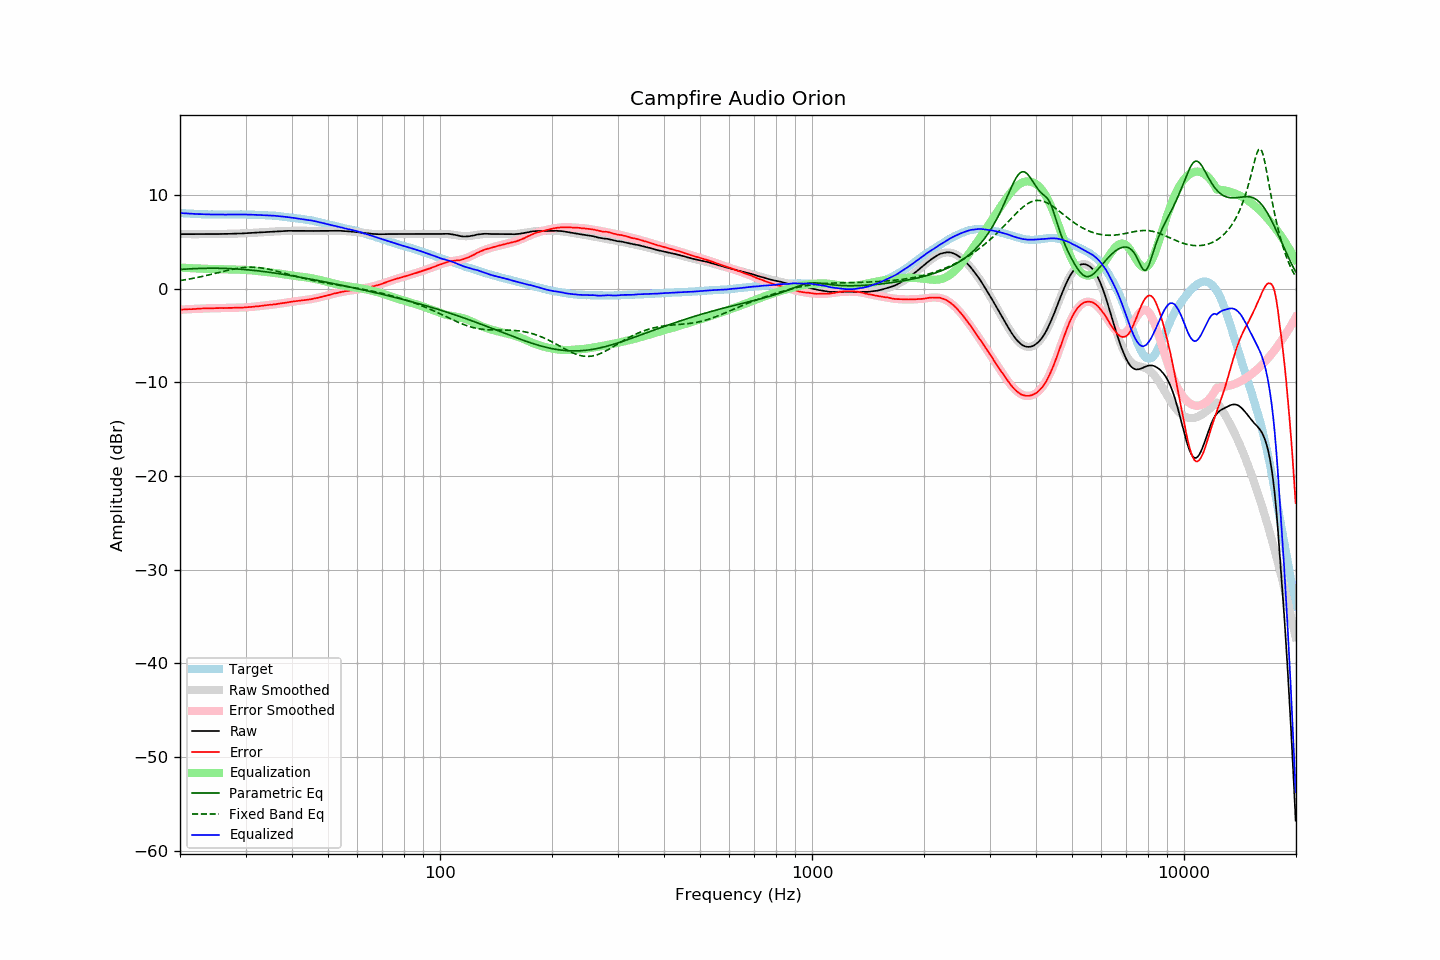 Campfire Audio Orion
10
0
−10
−20
−30
−40
−50
−60
Amplitude (dBr)
Target
Raw Smoothed
Error Smoothed
Raw
Error
Equalization
Parametric Eq
Fixed Band Eq
Equalized
100
1000
10000
Frequency (Hz)